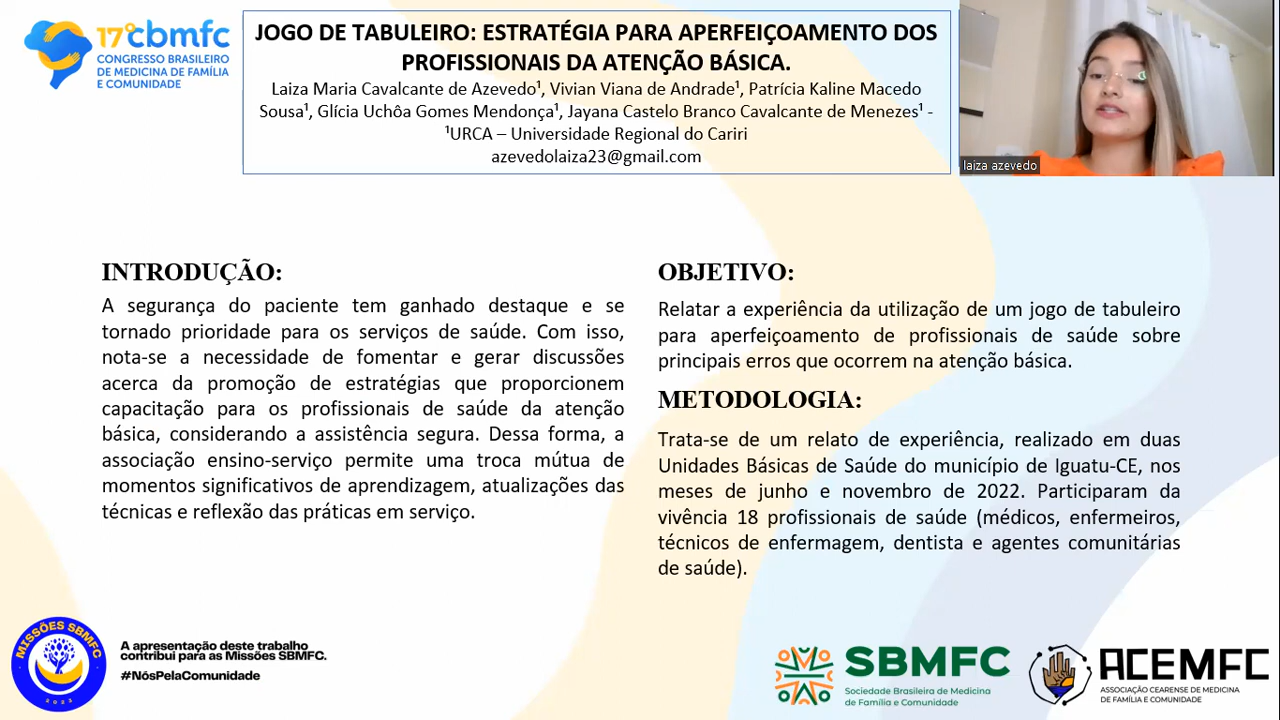 17º cbmfc
CONGRESSO BRASILEIRO
DE MEDICINA DE FAMÍLIA
E COMUNIDADE
JOGO DE TABULEIRO: ESTRATÉGIA PARA APERFEIÇOAMENTO DOS
PROFISSIONAIS DA ATENÇÃO BÁSICA.
Laiza Maria Cavalcante de Azevedo¹, Vivian Viana de Andrade¹, Patrícia Kaline Macedo
Sousa¹, Glícia Uchôa Gomes Mendonça¹, Jayana Castelo Branco Cavalcante de Menezes¹ -
¹URCA – Universidade Regional do Cariri
azevedolaiza23@gmail.com
laiza azevedo
INTRODUÇÃO:
A segurança do paciente tem ganhado destaque e se
tornado prioridade para os serviços de saúde. Com isso,
nota-se a necessidade de fomentar e gerar discussões
acerca da promoção de estratégias que proporcionem
capacitação para os profissionais de saúde da atenção
básica, considerando a assistência segura. Dessa forma, a
associação ensino-serviço permite uma troca mútua de
momentos significativos de aprendizagem, atualizações das
técnicas e reflexão das práticas em serviço.
OBJETIVO:
Relatar a experiência da utilização de um jogo de tabuleiro
para aperfeiçoamento de profissionais de saúde sobre
principais erros que ocorrem na atenção básica.
METODOLOGIA:
Trata-se de um relato de experiência, realizado em duas
Unidades Básicas de Saúde do município de Iguatu-CE, nos
meses de junho e novembro de 2022. Participaram da
vivência 18 profissionais de saúde (médicos, enfermeiros,
técnicos de enfermagem, dentista e agentes comunitárias
de saúde).
MISSÕES SBMFC
2023
A apresentação deste trabalho
contribui para as Missões SBMFC.
#NósPelaComunidade
SBMFC
Sociedade Brasileira de Medicina
de Família e Comunidade
ACEMFC
ASSOCIAÇÃO CEARENSE DE MEDICINA
DE FAMÍLIA E COMUNIDADE